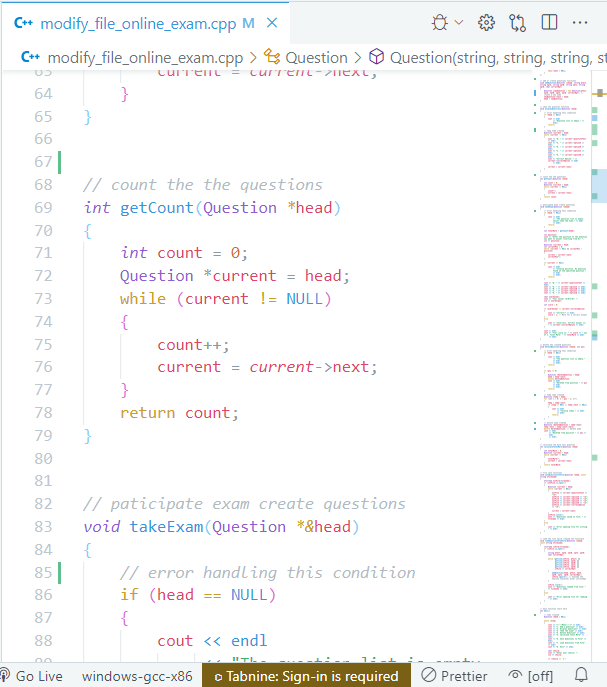 modify_file_online_exam.cpp M
modify_file_online_exam.cpp > Question > Question(string, string, string, st
63 current = current->next;
64 }
65 }
66
67
68 // count the the questions
69 int getCount(Question *head)
70 {
71 int count = 0;
72 Question *current = head;
73 while (current != NULL)
74 {
75 count++;
76 current = current->next;
77 }
78 return count;
79 }
80
81
82 // paticipate exam create questions
83 void takeExam(Question *&head)
84 {
85 // error handling this condition
86 if (head == NULL)
87 {
88 cout << endl
<< "The question list is empty
Go Live windows-gcc-x86 Tabnine: Sign-in is required Prettier [off]